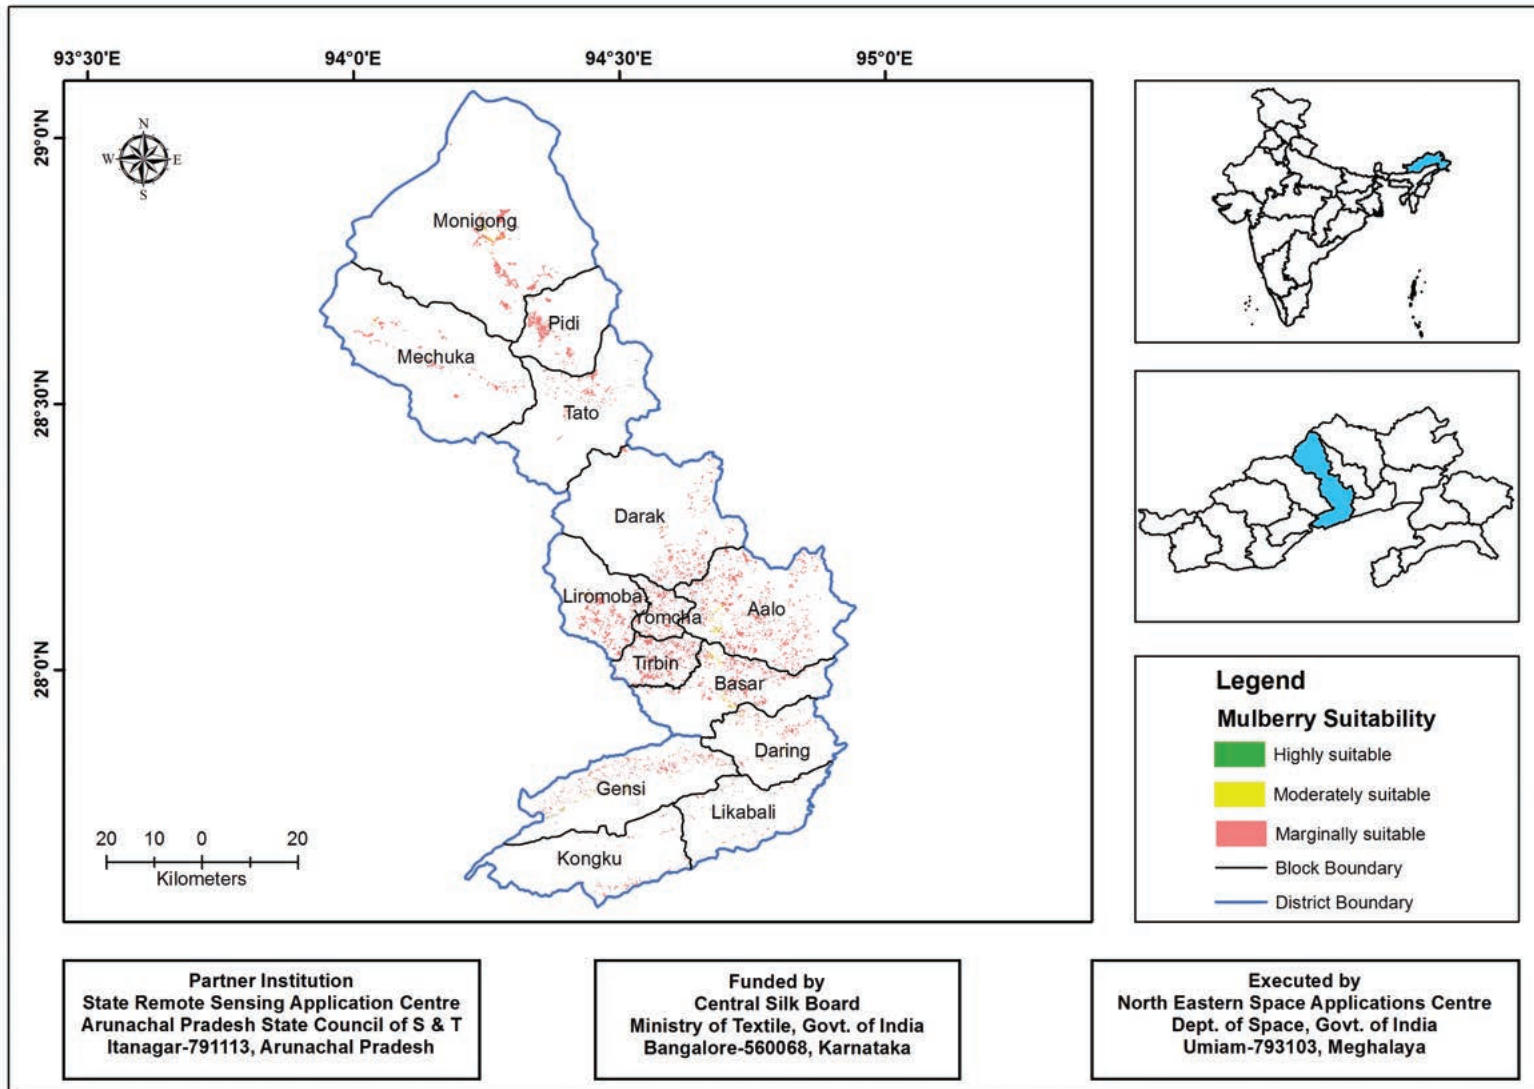 93°30'E
94°0'E
94°30'E
95°0'E
29°0'N
28°30'N
28°0'N
N
W
E
S
Monigong
Pidi
Mechuka
Tato
Darak
Liromoba
Yomcha
Aalo
Tirbin
Basar
Daring
Gensi
Likabali
Kongku
20 10 0 20
Kilometers
Legend
Mulberry Suitability
Highly suitable
Moderately suitable
Marginally suitable
Block Boundary
District Boundary
Partner Institution
State Remote Sensing Application Centre
Arunachal Pradesh State Council of S & T
Itanagar-791113, Arunachal Pradesh
Funded by
Central Silk Board
Ministry of Textile, Govt. of India
Bangalore-560068, Karnataka
Executed by
North Eastern Space Applications Centre
Dept. of Space, Govt. of India
Umiam-793103, Meghalaya